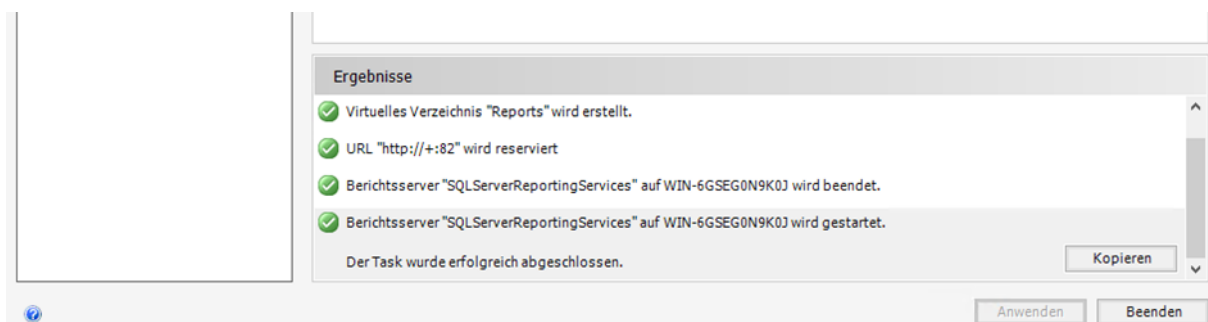 Ergebnisse
Virtuelles Verzeichnis "Reports" wird erstellt.
URL "http://+:82" wird reserviert
Berichtsserver "SQLServerReportingServices" auf WIN-6GSEG0N9K0J wird beendet.
Berichtsserver "SQLServerReportingServices" auf WIN-6GSEG0N9K0J wird gestartet.
Der Task wurde erfolgreich abgeschlossen.
Kopieren
Anwenden
Beenden